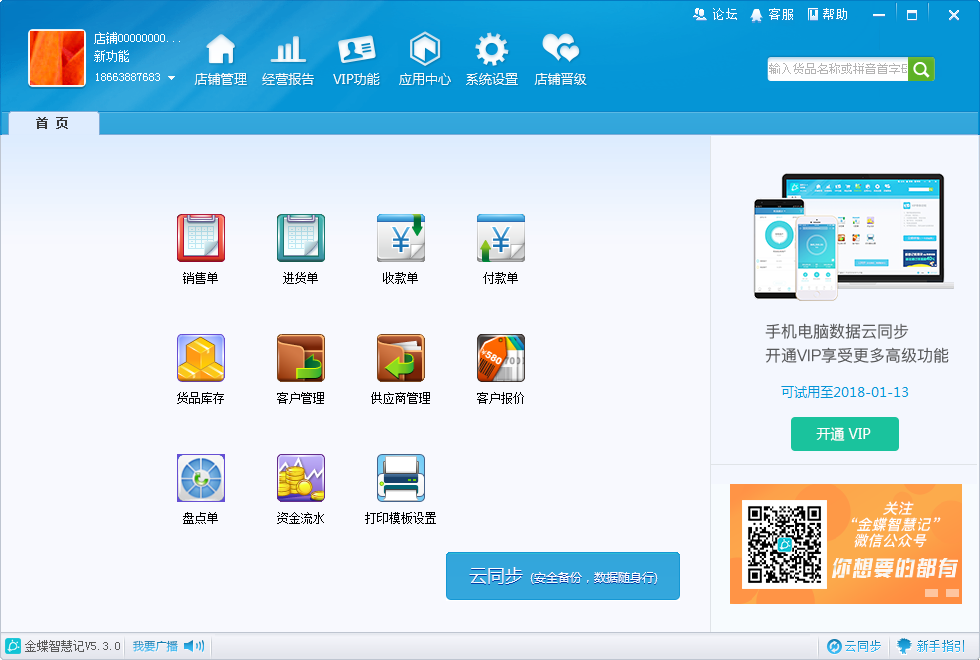 论坛 客服 帮助
店铺00000000...
新功能
18663887683
店铺管理 经营报告 VIP功能 应用中心 系统设置 店铺晋级
输入货品名称或拼音首字母
首 页
销售单 进货单 收款单 付款单
¥580
货品库存 客户管理 供应商管理 客户报价
盘点单 资金流水 打印模板设置
云同步 (安全备份，数据随身行)
手机电脑数据云同步
开通VIP享受更多高级功能
可试用至2018-01-13
开通 VIP
关注
“金蝶智慧记”
微信公众号
你想要的都有
金蝶智慧记V5.3.0 我要广播 云同步 新手指引